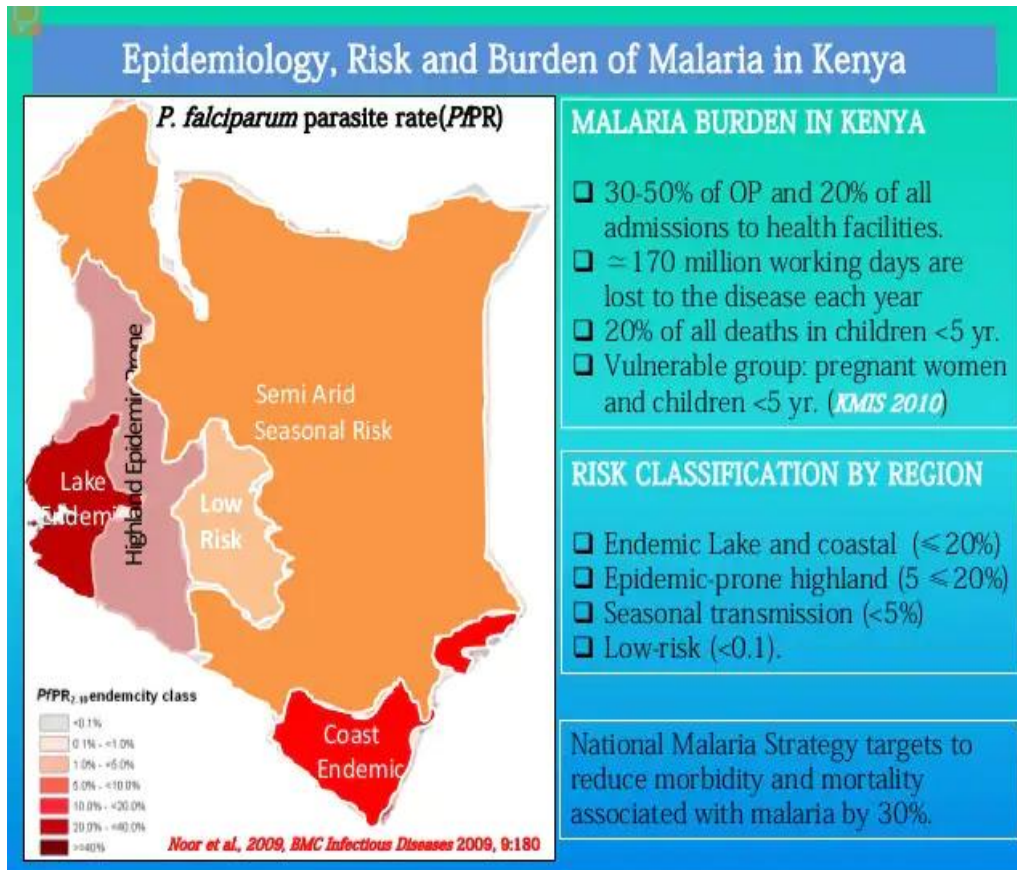 Epidemiology, Risk and Burden of Malaria in Kenya
P. falciparum parasite rate(PfPR)
Semi Arid
Seasonal Risk
Highland Epidemic Prone
Lake
Endemi
Low
Risk
Coast
Endemic
PfPR2-10 endemcity class
<0.1%
0.1% - <1.0%
1.0% - <5.0%
5.0% - <10.0%
10.0% - <20.0%
20.0% - <40.0%
>=40%
Noor et al., 2009, BMC Infectious Diseases 2009, 9:180
MALARIA BURDEN IN KENYA
❑ 30-50% of OP and 20% of all
admissions to health facilities.
❑ ≃170 million working days are
lost to the disease each year
❑ 20% of all deaths in children <5 yr.
❑ Vulnerable group: pregnant women
and children <5 yr. (KMIS 2010)
RISK CLASSIFICATION BY REGION
❑ Endemic Lake and coastal (⩽20%)
❑ Epidemic-prone highland (5 ⩽20%)
❑ Seasonal transmission (<5%)
❑ Low-risk (<0.1).
National Malaria Strategy targets to
reduce morbidity and mortality
associated with malaria by 30%.